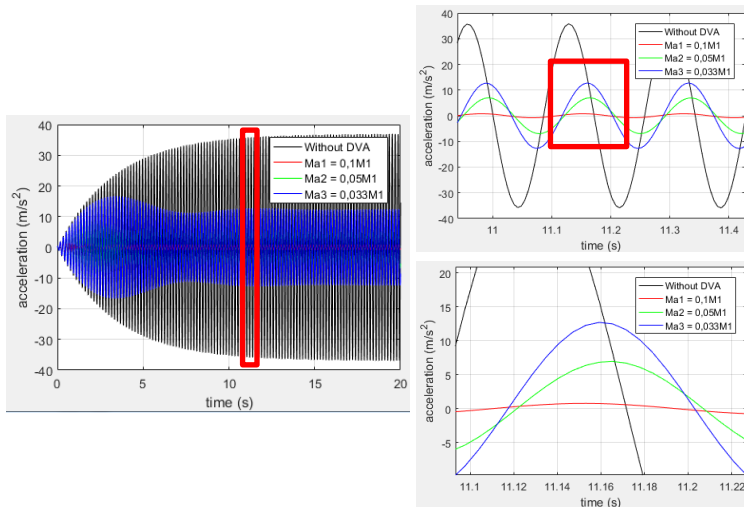 40
30
20
10
0
-10
-20
-30
-40
acceleration (m/s²)
0 5 10 15 20
time (s)
Without DVA
Ma1 = 0,1M1
Ma2 = 0,05M1
Ma3 = 0,033M1
40
30
20
10
0
-10
-20
-30
-40
acceleration (m/s²)
11 11.1 11.2 11.3 11.4
time (s)
Without DVA
Ma1 = 0,1M1
Ma2 = 0,05M1
Ma3 = 0,033M1
20
15
10
5
0
-5
acceleration (m/s²)
11.1 11.12 11.14 11.16 11.18 11.2 11.22
time (s)
Without DVA
Ma1 = 0,1M1
Ma2 = 0,05M1
Ma3 = 0,033M1